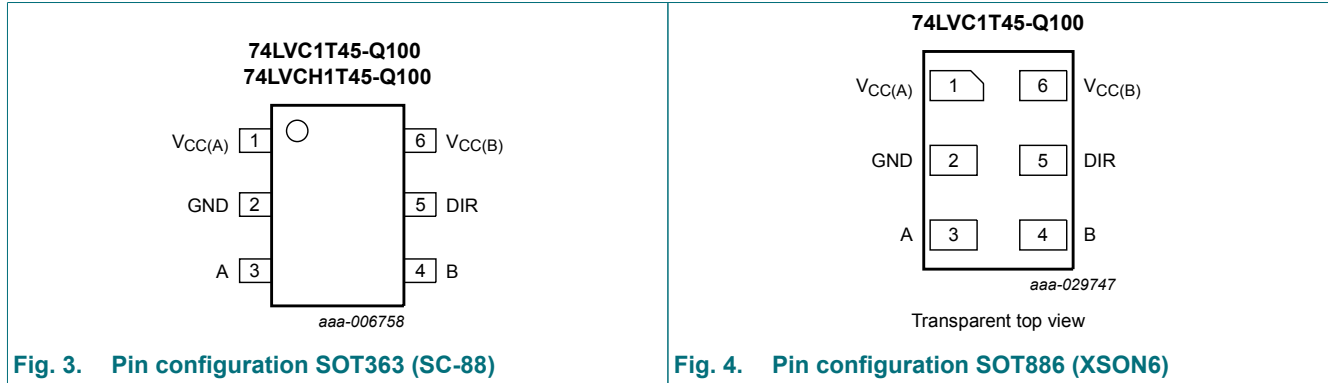 74LVC1T45-Q100
74LVCH1T45-Q100
VCC(A) 1 6 VCC(B)
GND 2 5 DIR
A 3 4 B
aaa-006758
Fig. 3. Pin configuration SOT363 (SC-88)
74LVC1T45-Q100
VCC(A) 1 6 VCC(B)
GND 2 5 DIR
A 3 4 B
aaa-029747
Transparent top view
Fig. 4. Pin configuration SOT886 (XSON6)